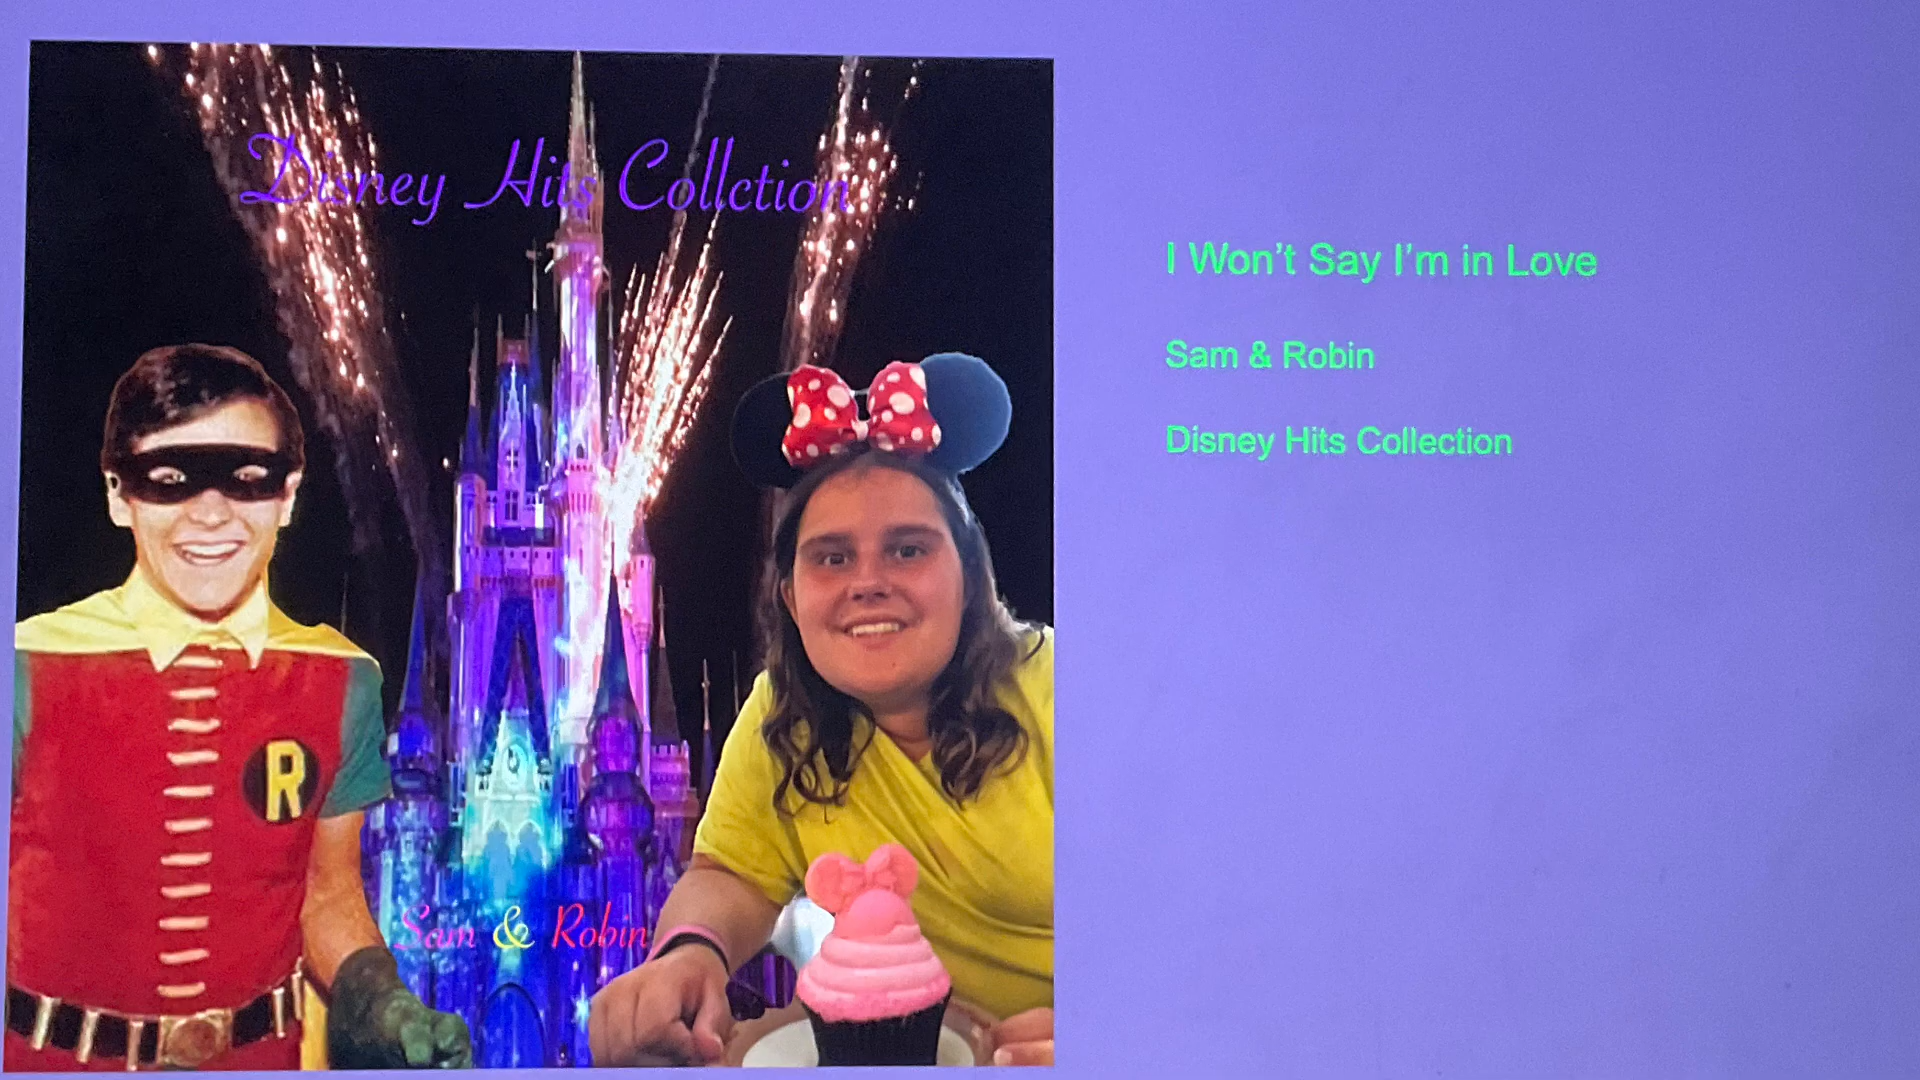 Disney Hits Collction
R
Sam & Robin
I Won't Say I'm in Love
Sam & Robin
Disney Hits Collection